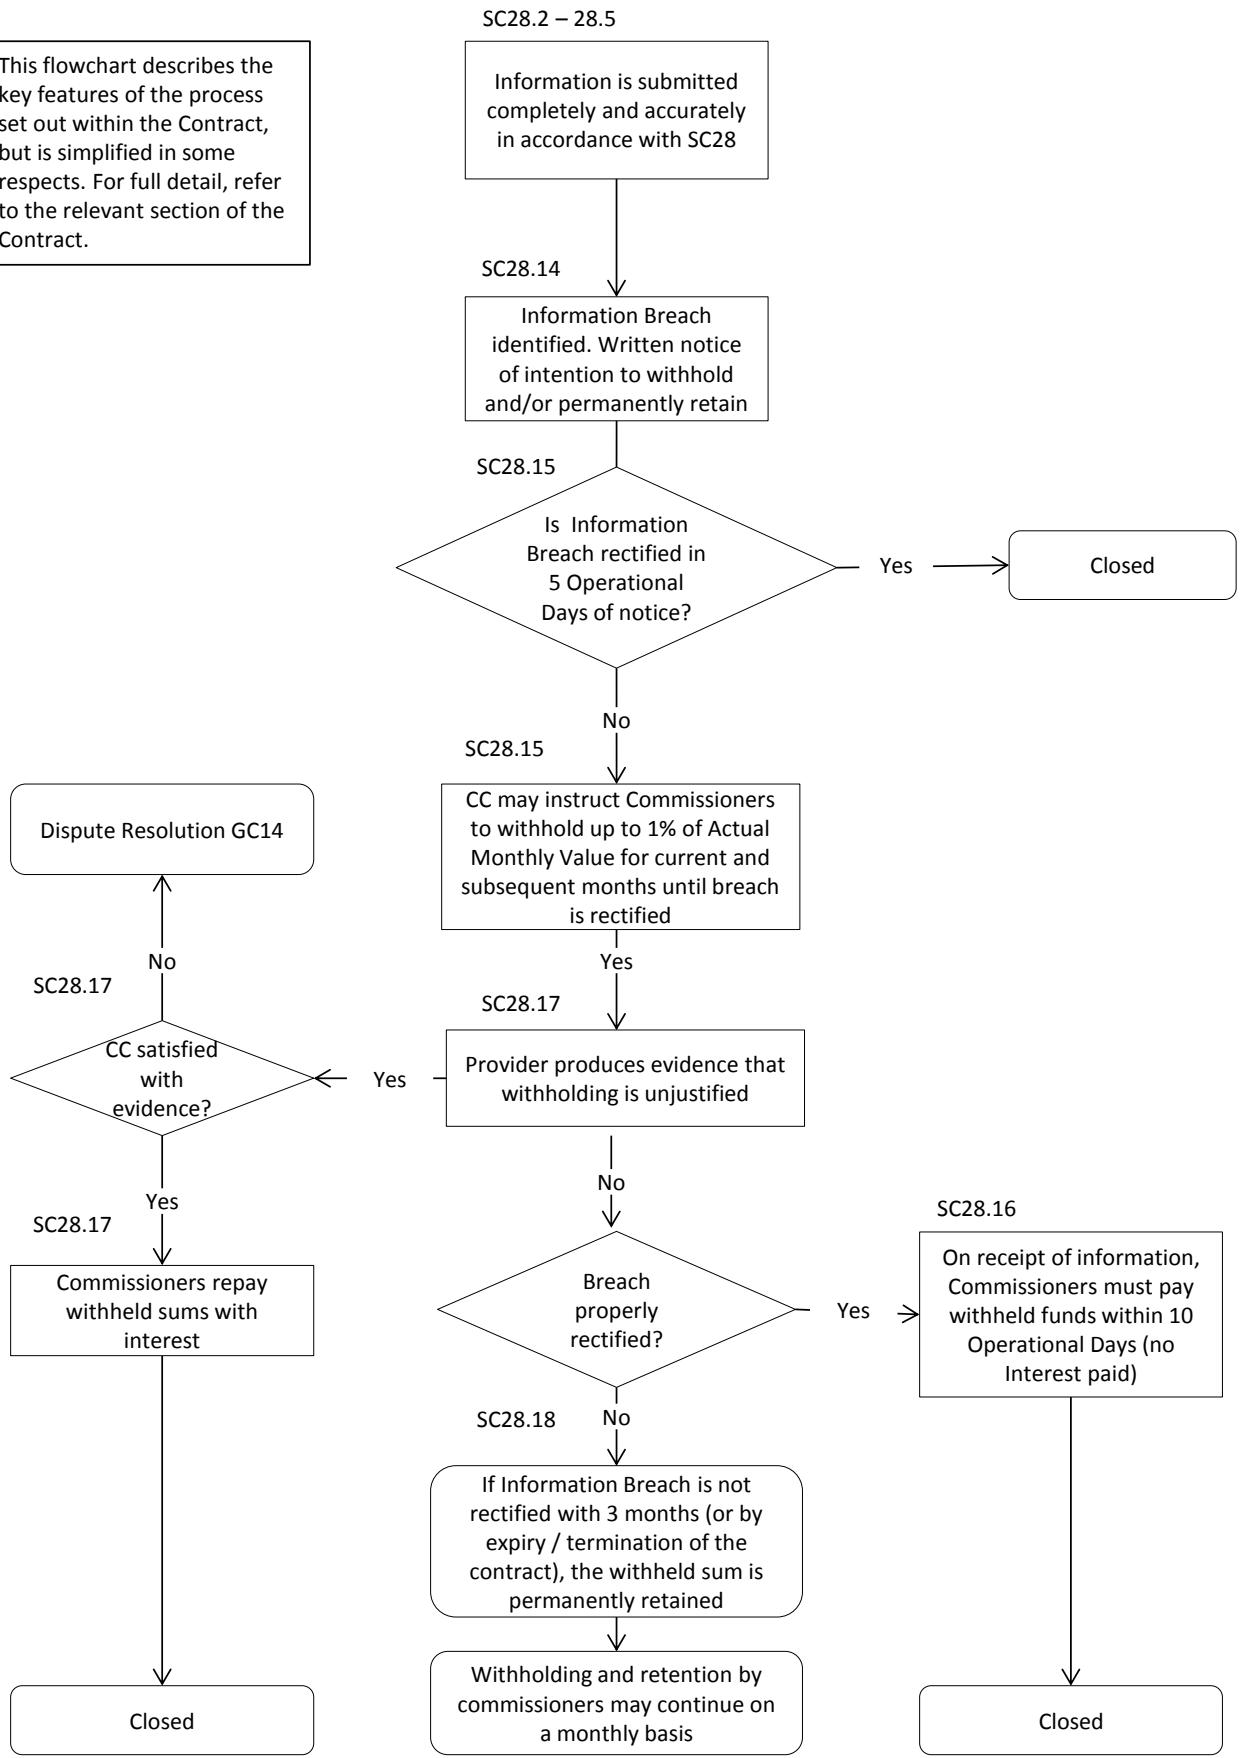 SC28.2 – 28.5
This flowchart describes the
key features of the process
set out within the Contract,
but is simplified in some
respects. For full detail, refer
to the relevant section of the
Contract.
Information is submitted
completely and accurately
in accordance with SC28
SC28.14
Information Breach
identified. Written notice
of intention to withhold
and/or permanently retain
SC28.15
Is Information
Breach rectified in
5 Operational
Days of notice?
Yes
Closed
No
SC28.15
CC may instruct Commissioners
to withhold up to 1% of Actual
Monthly Value for current and
subsequent months until breach
is rectified
Dispute Resolution GC14
No
SC28.17
Yes
SC28.17
CC satisfied
with
evidence?
Yes
Provider produces evidence that
withholding is unjustified
Yes
SC28.17
No
SC28.16
Commissioners repay
withheld sums with
interest
Breach
properly
rectified?
Yes
On receipt of information,
Commissioners must pay
withheld funds within 10
Operational Days (no
Interest paid)
SC28.18
No
If Information Breach is not
rectified with 3 months (or by
expiry / termination of the
contract), the withheld sum is
permanently retained
Closed
Withholding and retention by
commissioners may continue on
a monthly basis
Closed